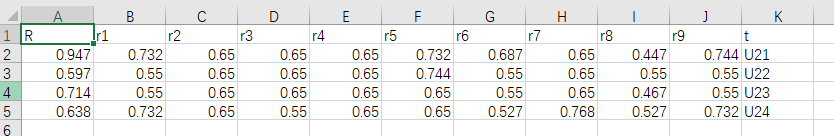 A B C D E F G H I J K
1 R r1 r2 r3 r4 r5 r6 r7 r8 r9 t
2 0.947 0.732 0.65 0.65 0.65 0.732 0.687 0.65 0.447 0.744 U21
3 0.597 0.55 0.65 0.65 0.65 0.744 0.55 0.65 0.55 0.55 U22
4 0.714 0.55 0.65 0.65 0.65 0.65 0.55 0.65 0.467 0.55 U23
5 0.638 0.732 0.65 0.55 0.65 0.65 0.527 0.768 0.527 0.732 U24
6